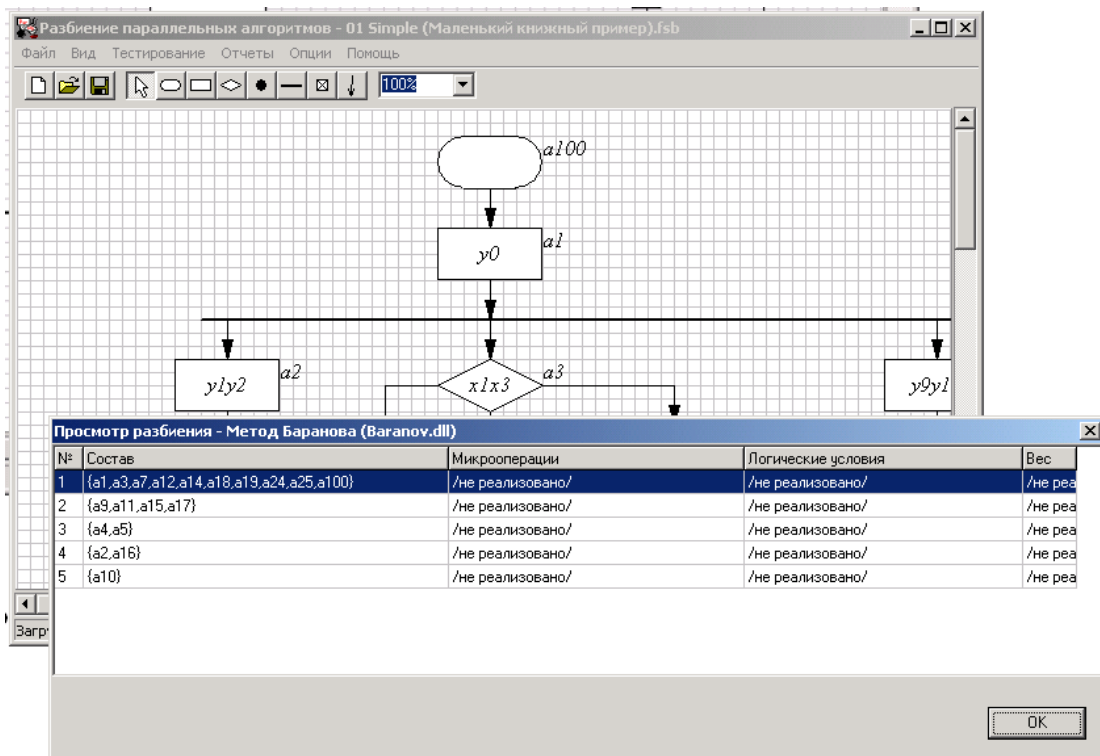 Разбиение параллельных алгоритмов - 01 Simple (Маленький книжный пример).fsb
Файл Вид Тестирование Отчеты Опции Помощь
100%
a100
y0
a1
y1y2
a2
x1x3
a3
y9y1
Просмотр разбиения - Метод Баранова (Baranov.dll)
№ Состав Микрооперации Логические условия Вес
1 {a1,a3,a7,a12,a14,a18,a19,a24,a25,a100} /не реализовано/ /не реализовано/ /не реа
2 {a9,a11,a15,a17} /не реализовано/ /не реализовано/ /не реа
3 {a4,a5} /не реализовано/ /не реализовано/ /не реа
4 {a2,a16} /не реализовано/ /не реализовано/ /не реа
5 {a10} /не реализовано/ /не реализовано/ /не реа
Загр
OK